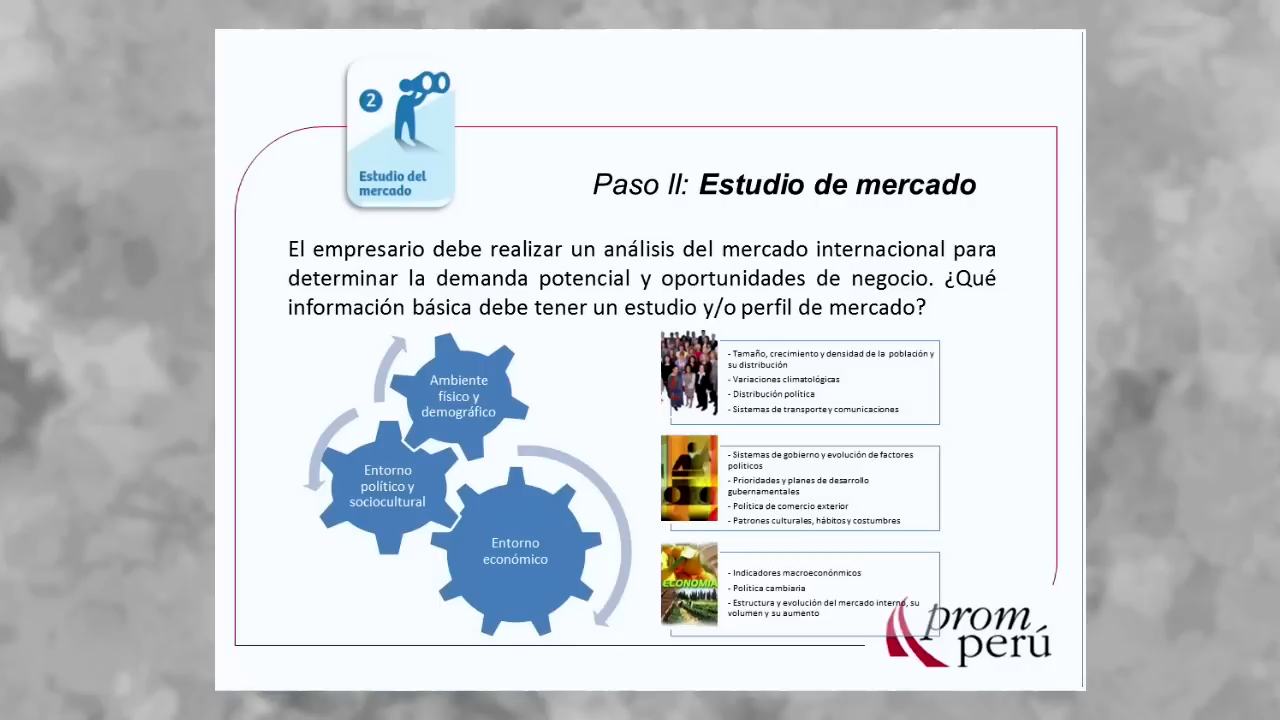 2
Estudio del
mercado
Paso II: Estudio de mercado
El empresario debe realizar un análisis del mercado internacional para
determinar la demanda potencial y oportunidades de negocio. ¿Qué
información básica debe tener un estudio y/o perfil de mercado?
Ambiente
físico y
demográfico
Entorno
político y
sociocultural
Entorno
económico
- Tamaño, crecimiento y densidad de la población y
su distribución
- Variaciones climatológicas
- Distribución política
- Sistemas de transporte y comunicaciones
- Sistemas de gobierno y evolución de factores
políticos
- Prioridades y planes de desarrollo
gubernamentales
- Política de comercio exterior
- Patrones culturales, hábitos y costumbres
ECONOMIA
- Indicadores macroeconónmicos
- Política cambiaria
- Estructura y evolución del mercado interno, su
volumen y su aumento
prom
perú